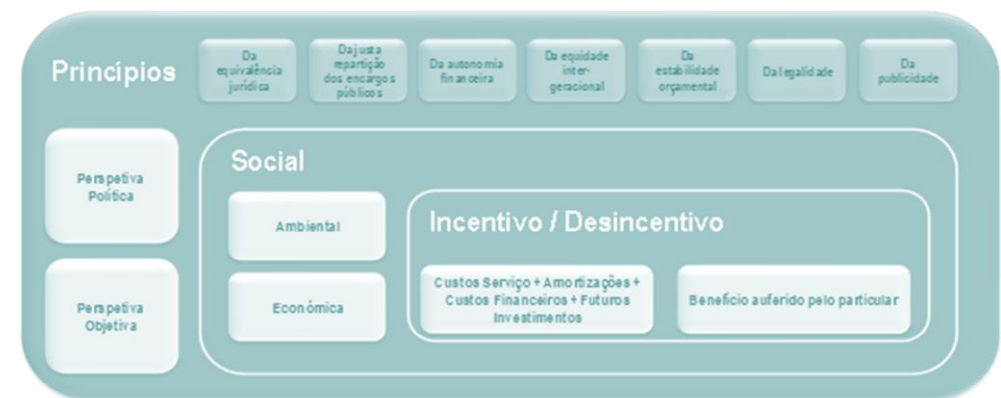 Princípios
Da
equivalência
jurídica
Da justa
repartição
dos encargos
públicos
Da autonomia
financeira
Da equidade
inter-
geracional
Da
estabilidade
orçamental
Da legalidade
Da
publicidade
Perspetiva
Política
Perspetiva
Objetiva
Social
Ambiental
Económica
Incentivo / Desincentivo
Custos Serviço + Amortizações +
Custos Financeiros + Futuros
Investimentos
Benefício auferido pelo particular